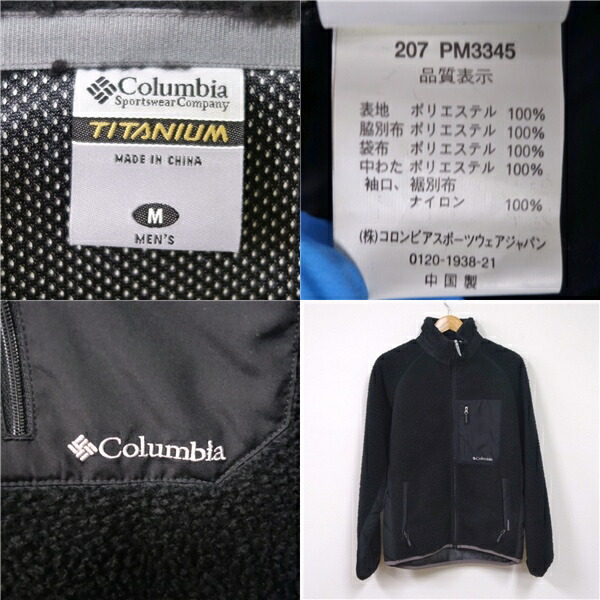 Columbia
Sportswear Company
TITANIUM
MADE IN CHINA
M
MEN'S
207 PM3345
品質表示
表地 ポリエステル 100%
脇別布 ポリエステル 100%
袋布 ポリエステル 100%
中わた ポリエステル 100%
袖口、裾別布
ナイロン 100%
(株)コロンビアスポーツウェアジャパン
0120-1938-21
中国製
Columbia
Columbia